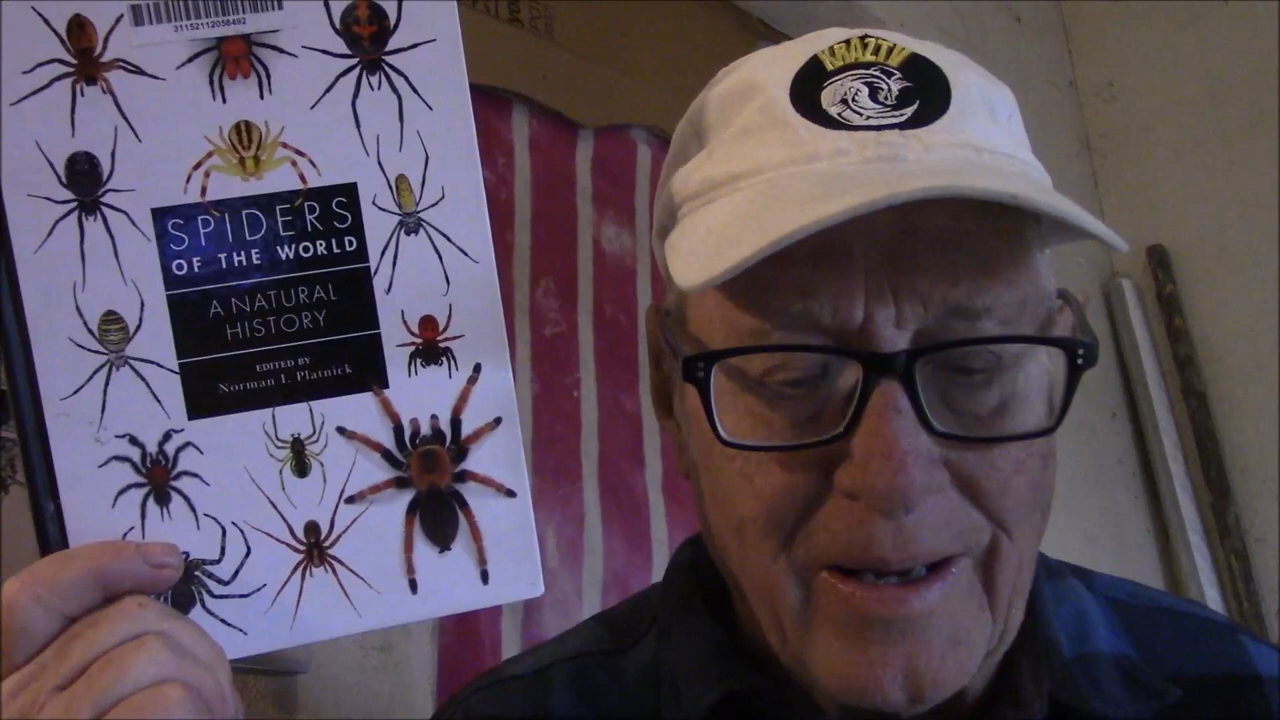 31152112058492
SPIDERS
OF THE WORLD
A NATURAL
HISTORY
EDITED BY
Norman I. Platnick
KRAZTV